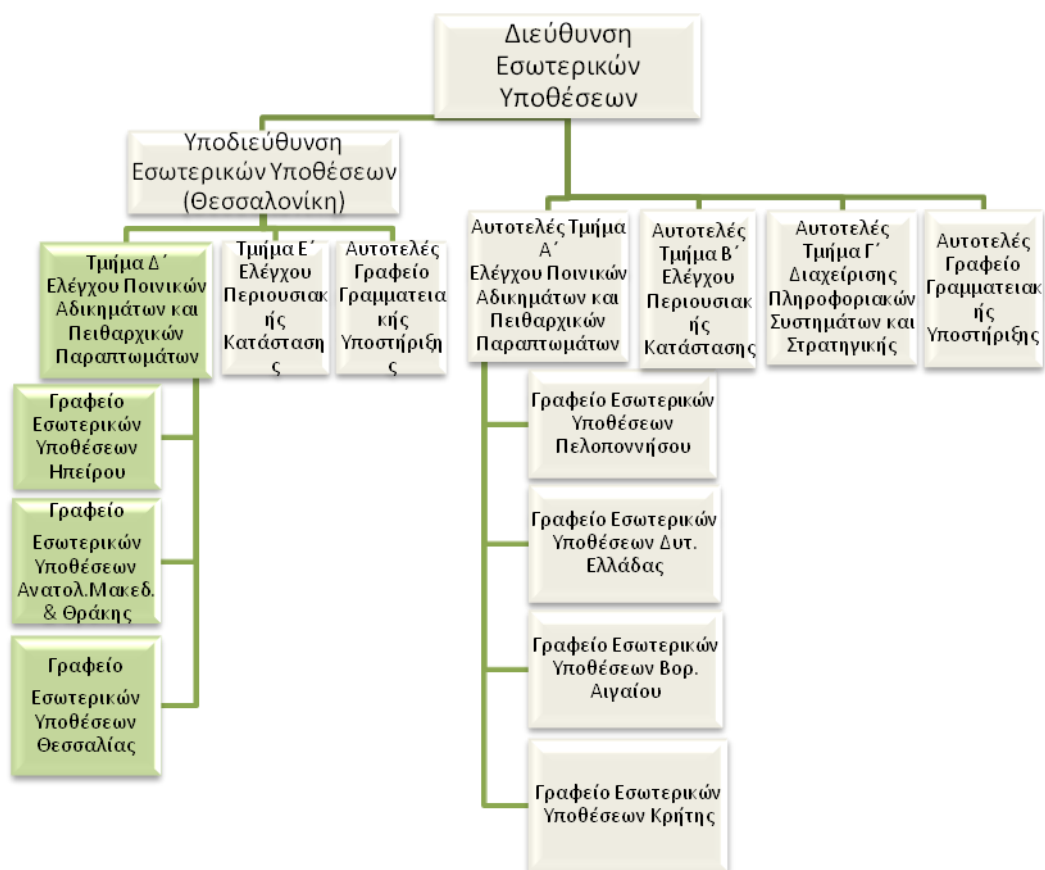 Διεύθυνση
Εσωτερικών
Υποθέσεων
Υποδιεύθυνση
Εσωτερικών Υποθέσεων
(Θεσσαλονίκη)
Τμήμα Δ΄
Ελέγχου Ποινικών
Αδικημάτων και
Πειθαρχικών
Παραπτωμάτων
Τμήμα Ε΄
Ελέγχου
Περιουσιακ
ής
Κατάσταση
ς
Αυτοτελές
Γραφείο
Γραμματεια
κής
Υποστήριξη
ς
Αυτοτελές Τμήμα
Α΄
Ελέγχου Ποινικών
Αδικημάτων και
Πειθαρχικών
Παραπτωμάτων
Αυτοτελές
Τμήμα Β΄
Ελέγχου
Περιουσιακ
ής
Κατάστασης
Αυτοτελές
Τμήμα Γ΄
Διαχείρισης
Πληροφοριακών
Συστημάτων και
Στρατηγικής
Αυτοτελές
Γραφείο
Γραμματειακ
ής
Υποστήριξης
Γραφείο
Εσωτερικών
Υποθέσεων
Ηπείρου
Γραφείο
Εσωτερικών
Υποθέσεων
Ανατολ.Μακεδ.
& Θράκης
Γραφείο
Εσωτερικών
Υποθέσεων
Θεσσαλίας
Γραφείο Εσωτερικών
Υποθέσεων
Πελοποννήσου
Γραφείο Εσωτερικών
Υποθέσεων Δυτ.
Ελλάδας
Γραφείο Εσωτερικών
Υποθέσεων Βορ.
Αιγαίου
Γραφείο Εσωτερικών
Υποθέσεων Κρήτης